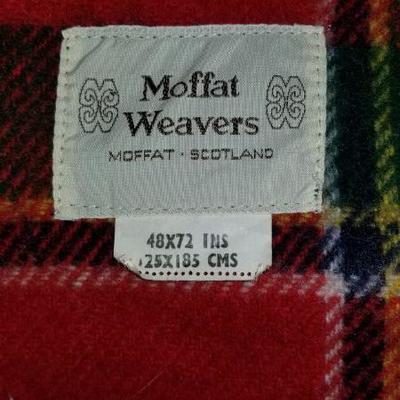 Moffat
Weavers
MOFFAT · SCOTLAND
48X72 INS
125X185 CMS